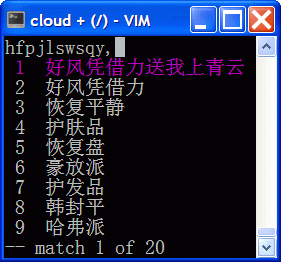 cloud + (/) - VIM
hfpjlswsqy,
1 好风凭借力送我上青云
2 好风凭借力
3 恢复平静
4 护肤品
5 恢复盘
6 豪放派
7 护发品
8 韩封平
9 哈弗派
-- match 1 of 20